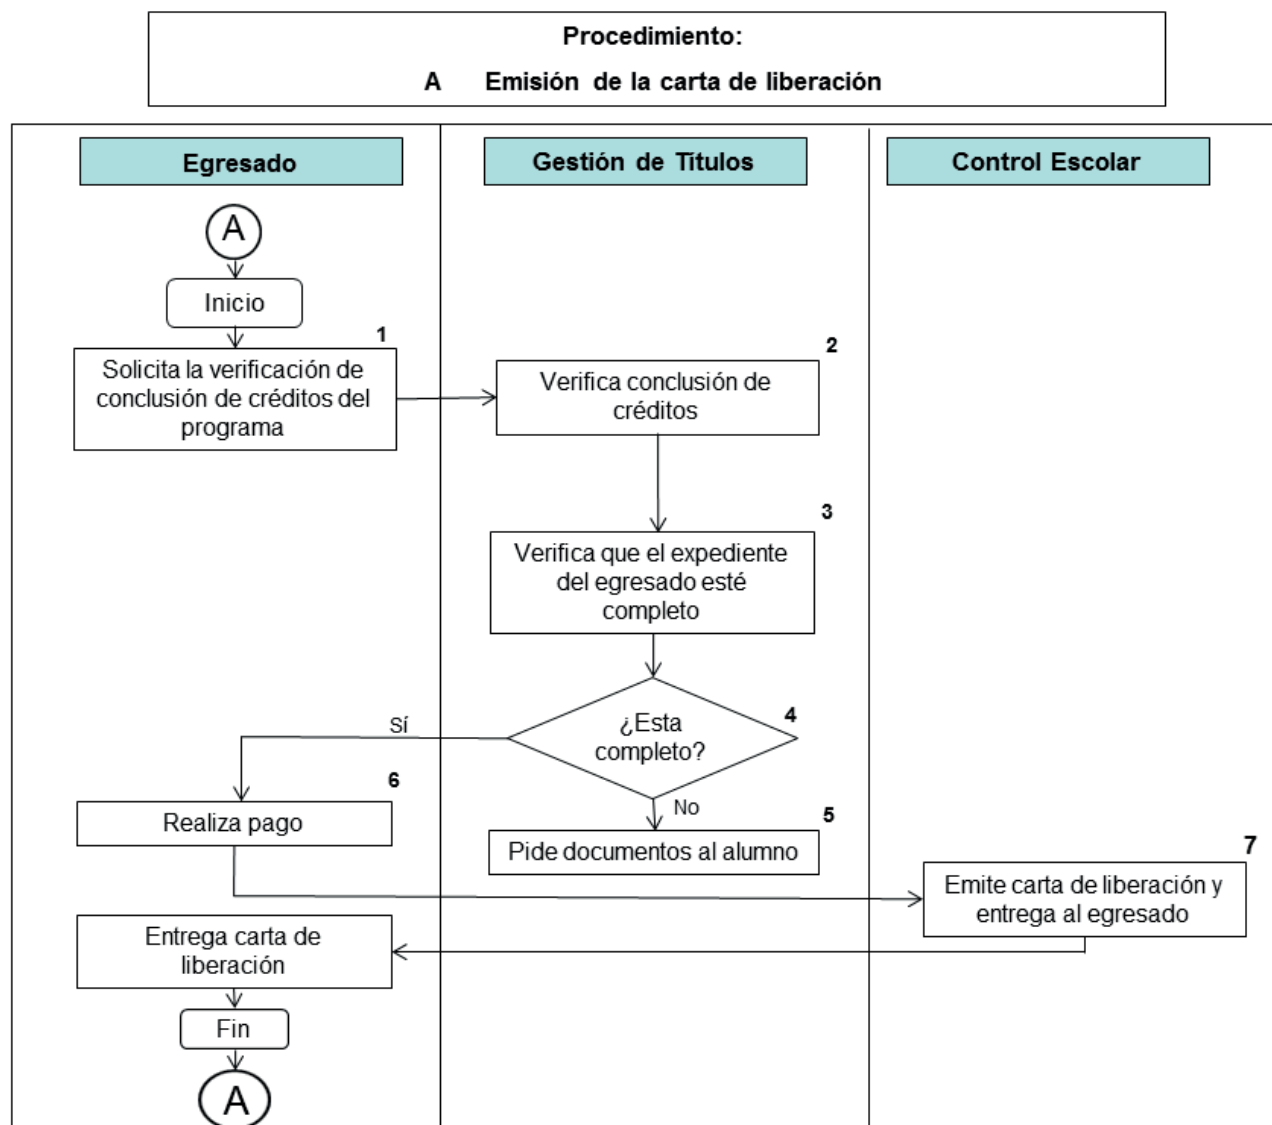 Procedimiento:
A Emisión de la carta de liberación
Egresado
Gestión de Titulos
Control Escolar
A
Inicio
1
Solicita la verificación de
conclusión de créditos del
programa
2
Verifica conclusión de
créditos
3
Verifica que el expediente
del egresado esté
completo
4
¿Esta
completo?
Sí
No
6
Realiza pago
5
Pide documentos al alumno
7
Emite carta de liberación y
entrega al egresado
Entrega carta de
liberación
Fin
A